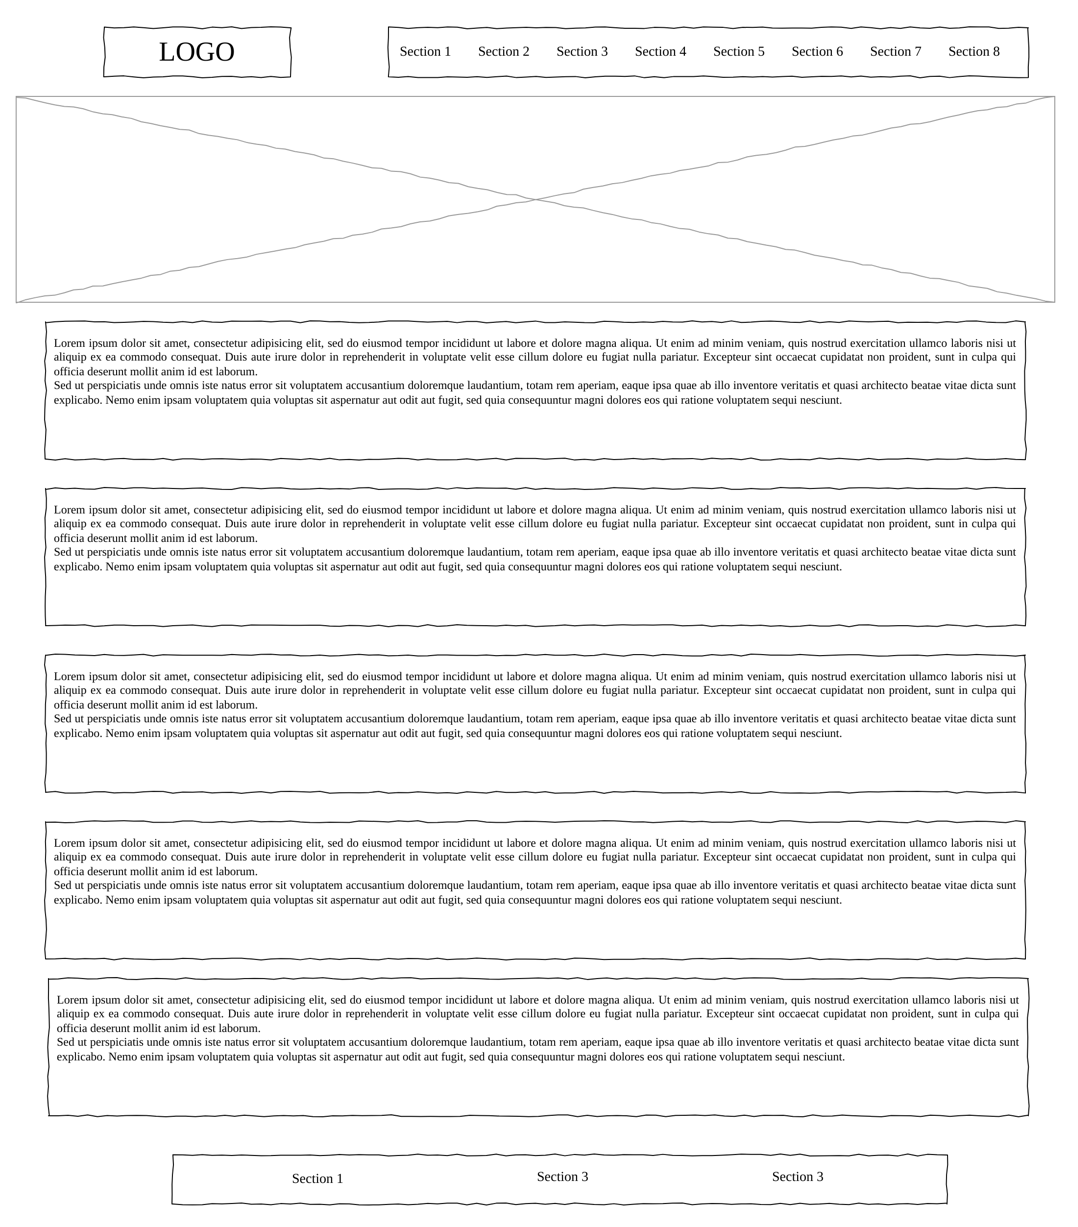 LOGO
Section 1 Section 2 Section 3 Section 4 Section 5 Section 6 Section 7 Section 8
Lorem ipsum dolor sit amet, consectetur adipisicing elit, sed do eiusmod tempor incididunt ut labore et dolore magna aliqua. Ut enim ad minim veniam, quis nostrud exercitation ullamco laboris nisi ut
aliquip ex ea commodo consequat. Duis aute irure dolor in reprehenderit in voluptate velit esse cillum dolore eu fugiat nulla pariatur. Excepteur sint occaecat cupidatat non proident, sunt in culpa qui
officia deserunt mollit anim id est laborum.
Sed ut perspiciatis unde omnis iste natus error sit voluptatem accusantium doloremque laudantium, totam rem aperiam, eaque ipsa quae ab illo inventore veritatis et quasi architecto beatae vitae dicta sunt
explicabo. Nemo enim ipsam voluptatem quia voluptas sit aspernatur aut odit aut fugit, sed quia consequuntur magni dolores eos qui ratione voluptatem sequi nesciunt.
Lorem ipsum dolor sit amet, consectetur adipisicing elit, sed do eiusmod tempor incididunt ut labore et dolore magna aliqua. Ut enim ad minim veniam, quis nostrud exercitation ullamco laboris nisi ut
aliquip ex ea commodo consequat. Duis aute irure dolor in reprehenderit in voluptate velit esse cillum dolore eu fugiat nulla pariatur. Excepteur sint occaecat cupidatat non proident, sunt in culpa qui
officia deserunt mollit anim id est laborum.
Sed ut perspiciatis unde omnis iste natus error sit voluptatem accusantium doloremque laudantium, totam rem aperiam, eaque ipsa quae ab illo inventore veritatis et quasi architecto beatae vitae dicta sunt
explicabo. Nemo enim ipsam voluptatem quia voluptas sit aspernatur aut odit aut fugit, sed quia consequuntur magni dolores eos qui ratione voluptatem sequi nesciunt.
Lorem ipsum dolor sit amet, consectetur adipisicing elit, sed do eiusmod tempor incididunt ut labore et dolore magna aliqua. Ut enim ad minim veniam, quis nostrud exercitation ullamco laboris nisi ut
aliquip ex ea commodo consequat. Duis aute irure dolor in reprehenderit in voluptate velit esse cillum dolore eu fugiat nulla pariatur. Excepteur sint occaecat cupidatat non proident, sunt in culpa qui
officia deserunt mollit anim id est laborum.
Sed ut perspiciatis unde omnis iste natus error sit voluptatem accusantium doloremque laudantium, totam rem aperiam, eaque ipsa quae ab illo inventore veritatis et quasi architecto beatae vitae dicta sunt
explicabo. Nemo enim ipsam voluptatem quia voluptas sit aspernatur aut odit aut fugit, sed quia consequuntur magni dolores eos qui ratione voluptatem sequi nesciunt.
Lorem ipsum dolor sit amet, consectetur adipisicing elit, sed do eiusmod tempor incididunt ut labore et dolore magna aliqua. Ut enim ad minim veniam, quis nostrud exercitation ullamco laboris nisi ut
aliquip ex ea commodo consequat. Duis aute irure dolor in reprehenderit in voluptate velit esse cillum dolore eu fugiat nulla pariatur. Excepteur sint occaecat cupidatat non proident, sunt in culpa qui
officia deserunt mollit anim id est laborum.
Sed ut perspiciatis unde omnis iste natus error sit voluptatem accusantium doloremque laudantium, totam rem aperiam, eaque ipsa quae ab illo inventore veritatis et quasi architecto beatae vitae dicta sunt
explicabo. Nemo enim ipsam voluptatem quia voluptas sit aspernatur aut odit aut fugit, sed quia consequuntur magni dolores eos qui ratione voluptatem sequi nesciunt.
Lorem ipsum dolor sit amet, consectetur adipisicing elit, sed do eiusmod tempor incididunt ut labore et dolore magna aliqua. Ut enim ad minim veniam, quis nostrud exercitation ullamco laboris nisi ut
aliquip ex ea commodo consequat. Duis aute irure dolor in reprehenderit in voluptate velit esse cillum dolore eu fugiat nulla pariatur. Excepteur sint occaecat cupidatat non proident, sunt in culpa qui
officia deserunt mollit anim id est laborum.
Sed ut perspiciatis unde omnis iste natus error sit voluptatem accusantium doloremque laudantium, totam rem aperiam, eaque ipsa quae ab illo inventore veritatis et quasi architecto beatae vitae dicta sunt
explicabo. Nemo enim ipsam voluptatem quia voluptas sit aspernatur aut odit aut fugit, sed quia consequuntur magni dolores eos qui ratione voluptatem sequi nesciunt.
Section 1 Section 3 Section 3